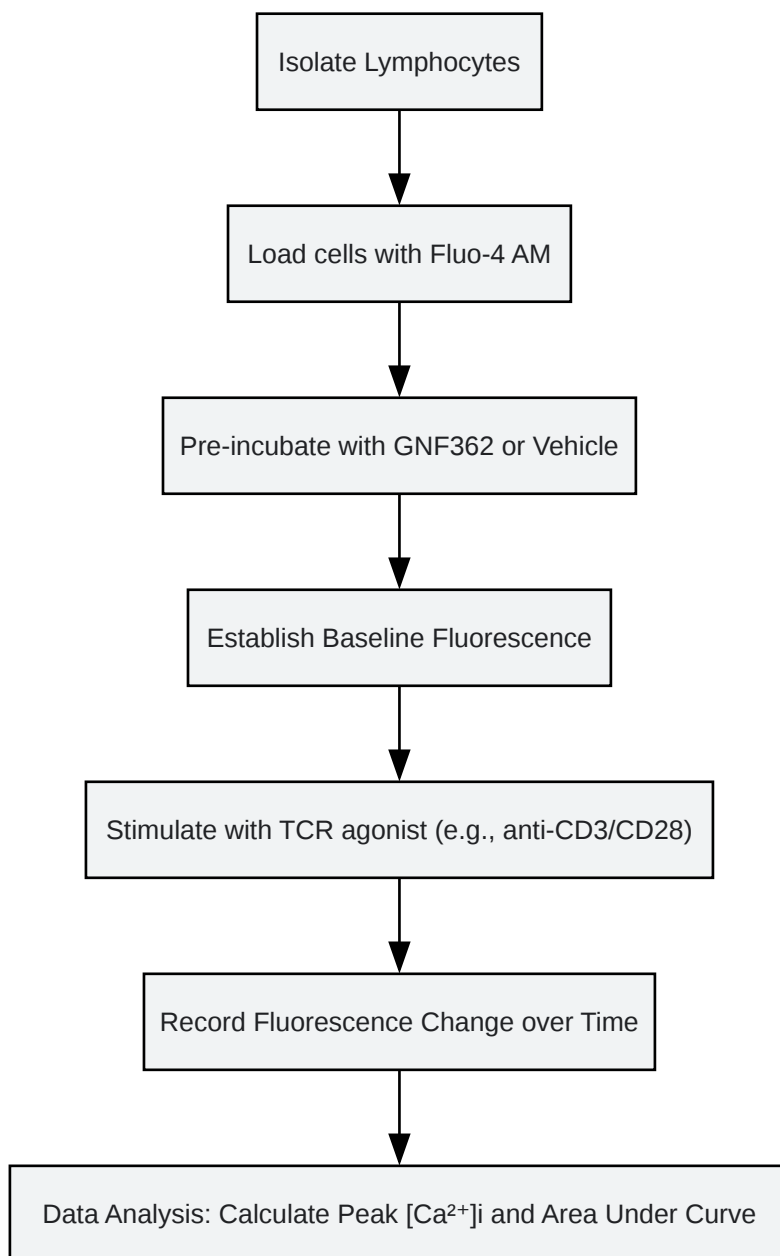 Isolate Lymphocytes
Load cells with Fluo-4 AM
Pre-incubate with GNF362 or Vehicle
Establish Baseline Fluorescence
Stimulate with TCR agonist (e.g., anti-CD3/CD28)
Record Fluorescence Change over Time
Data Analysis: Calculate Peak [Ca²⁺]i and Area Under Curve